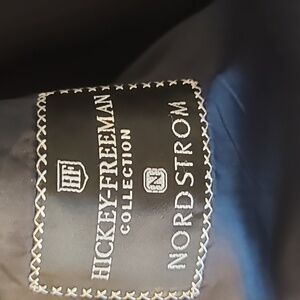 HF
HICKEY-FREEMAN
COLLECTION
N
NORDSTROM